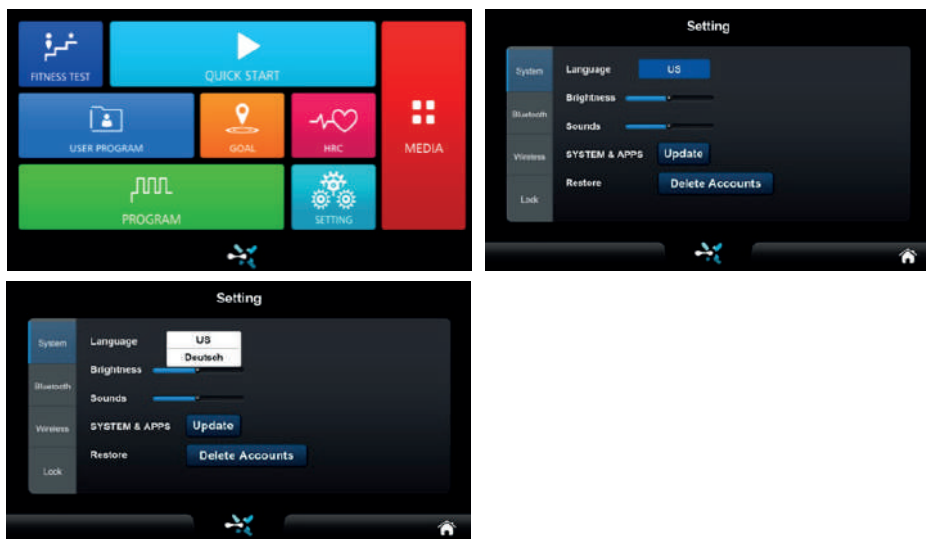 FITNESS TEST
QUICK START
USER PROGRAM
GOAL
HRC
MEDIA
PROGRAM
SETTING
Setting
System
Language
US
Brightness
Bluetooth
Sounds
Wireless
SYSTEM & APPS
Update
Restore
Delete Accounts
Lock
Setting
System
Language
US
Deutsch
Brightness
Bluetooth
Sounds
Wireless
SYSTEM & APPS
Update
Restore
Delete Accounts
Lock